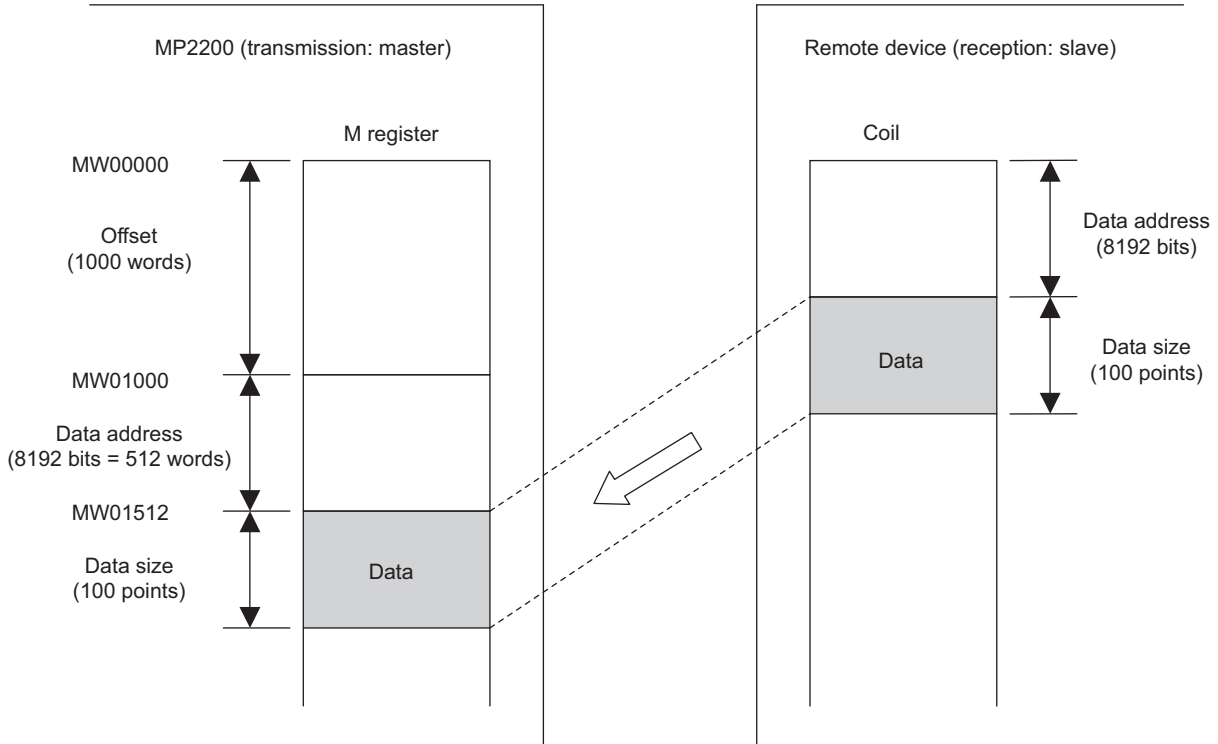 MP2200 (transmission: master)
M register
MW00000
Offset
(1000 words)
MW01000
Data address
(8192 bits = 512 words)
MW01512
Data size
(100 points)
Data
Remote device (reception: slave)
Coil
Data address
(8192 bits)
Data
Data size
(100 points)